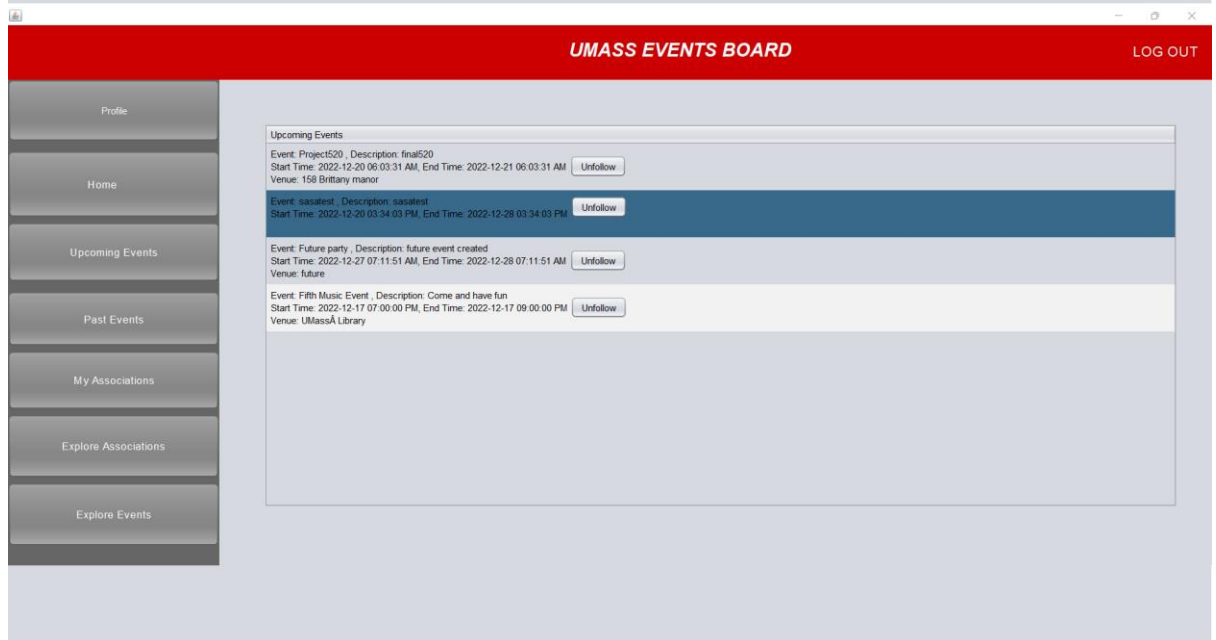 UMASS EVENTS BOARD
LOG OUT
Profile
Home
Upcoming Events
Past Events
My Associations
Explore Associations
Explore Events
Upcoming Events
Event: Project520 , Description: final520
Start Time: 2022-12-20 06:03:31 AM, End Time: 2022-12-21 06:03:31 AM
Venue: 158 Brittany manor
Unfollow
Event: sasatest , Description: sasatest
Start Time: 2022-12-20 03:34:03 PM, End Time: 2022-12-28 03:34:03 PM
Unfollow
Event: Future party , Description: future event created
Start Time: 2022-12-27 07:11:51 AM, End Time: 2022-12-28 07:11:51 AM
Venue: future
Unfollow
Event: Fifth Music Event , Description: Come and have fun
Start Time: 2022-12-17 07:00:00 PM, End Time: 2022-12-17 09:00:00 PM
Venue: UMassÂ Library
Unfollow